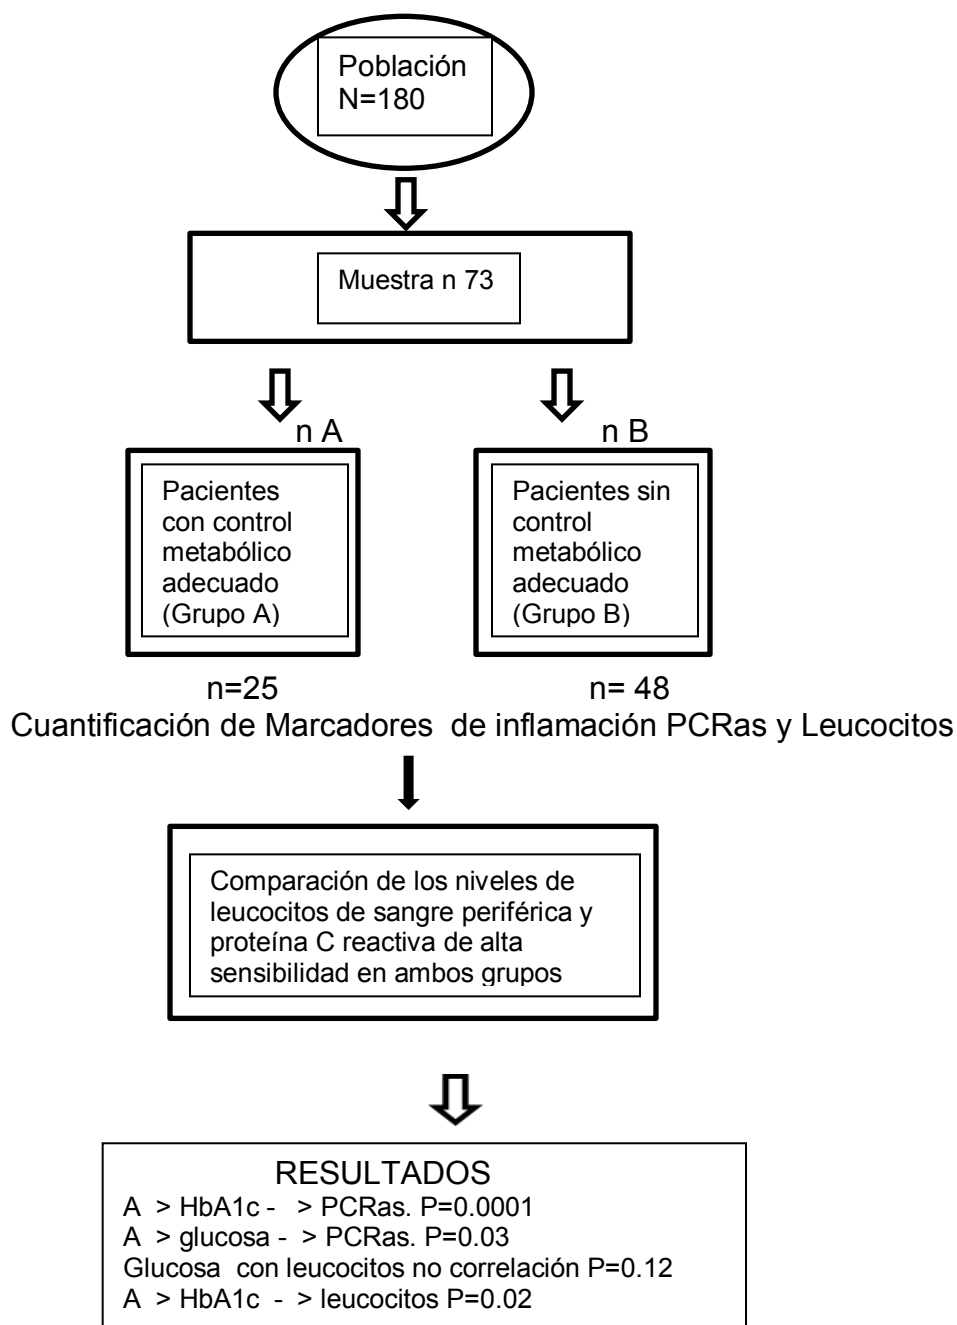 Población
N=180
Muestra n 73
n A
n B
Pacientes
con control
metabólico
adecuado
(Grupo A)
Pacientes sin
control
metabólico
adecuado
(Grupo B)
n=25
n= 48
Cuantificación de Marcadores  de inflamación PCRas y Leucocitos
Comparación de los niveles de
leucocitos de sangre periférica y
proteína C reactiva de alta
sensibilidad en ambos grupos
RESULTADOS
A  > HbA1c -   > PCRas. P=0.0001
A  > glucosa -  > PCRas. P=0.03
Glucosa  con leucocitos no correlación P=0.12
A  > HbA1c  - > leucocitos P=0.02